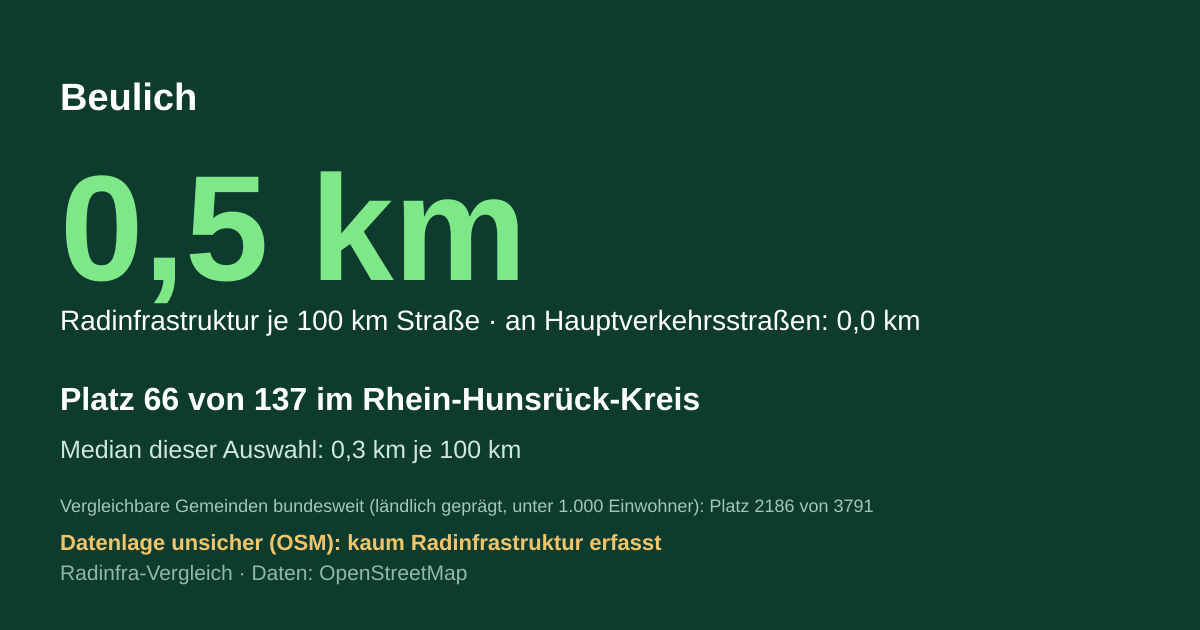 Beulich
0,5 km
Radinfrastruktur je 100 km Straße · an Hauptverkehrsstraßen: 0,0 km
Platz 66 von 137 im Rhein-Hunsrück-Kreis
Median dieser Auswahl: 0,3 km je 100 km
Vergleichbare Gemeinden bundesweit (ländlich geprägt, unter 1.000 Einwohner): Platz 2186 von 3791
Datenlage unsicher (OSM): kaum Radinfrastruktur erfasst
Radinfra-Vergleich · Daten: OpenStreetMap